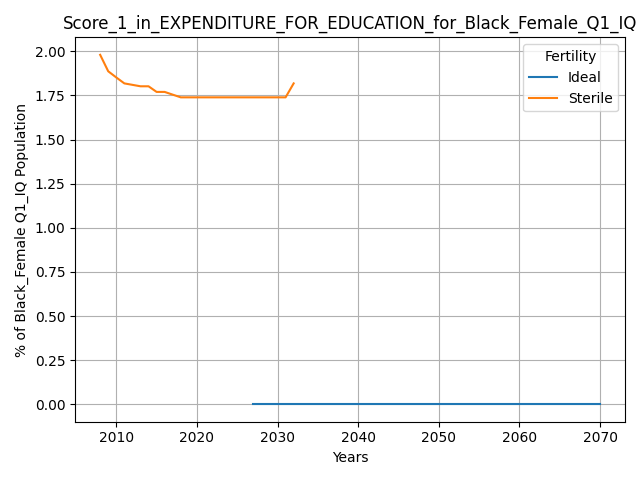 Score_1_in_EXPENDITURE_FOR_EDUCATION_for_Black_Female_Q1_IQ
2.00
1.75
1.50
1.25
1.00
0.75
0.50
0.25
0.00
% of Black_Female Q1_IQ Population
Fertility
Ideal
Sterile
2010 2020 2030 2040 2050 2060 2070
Years